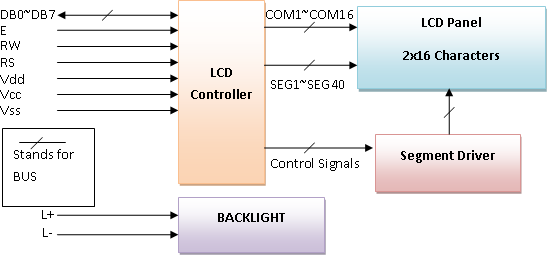 DB0~DB7
E
RW
RS
Vdd
Vcc
Vss
LCD
Controller
COM1~COM16
SEG1~SEG40
LCD Panel
2x16 Characters
Control Signals
Segment Driver
Stands for
BUS
L+
L-
BACKLIGHT